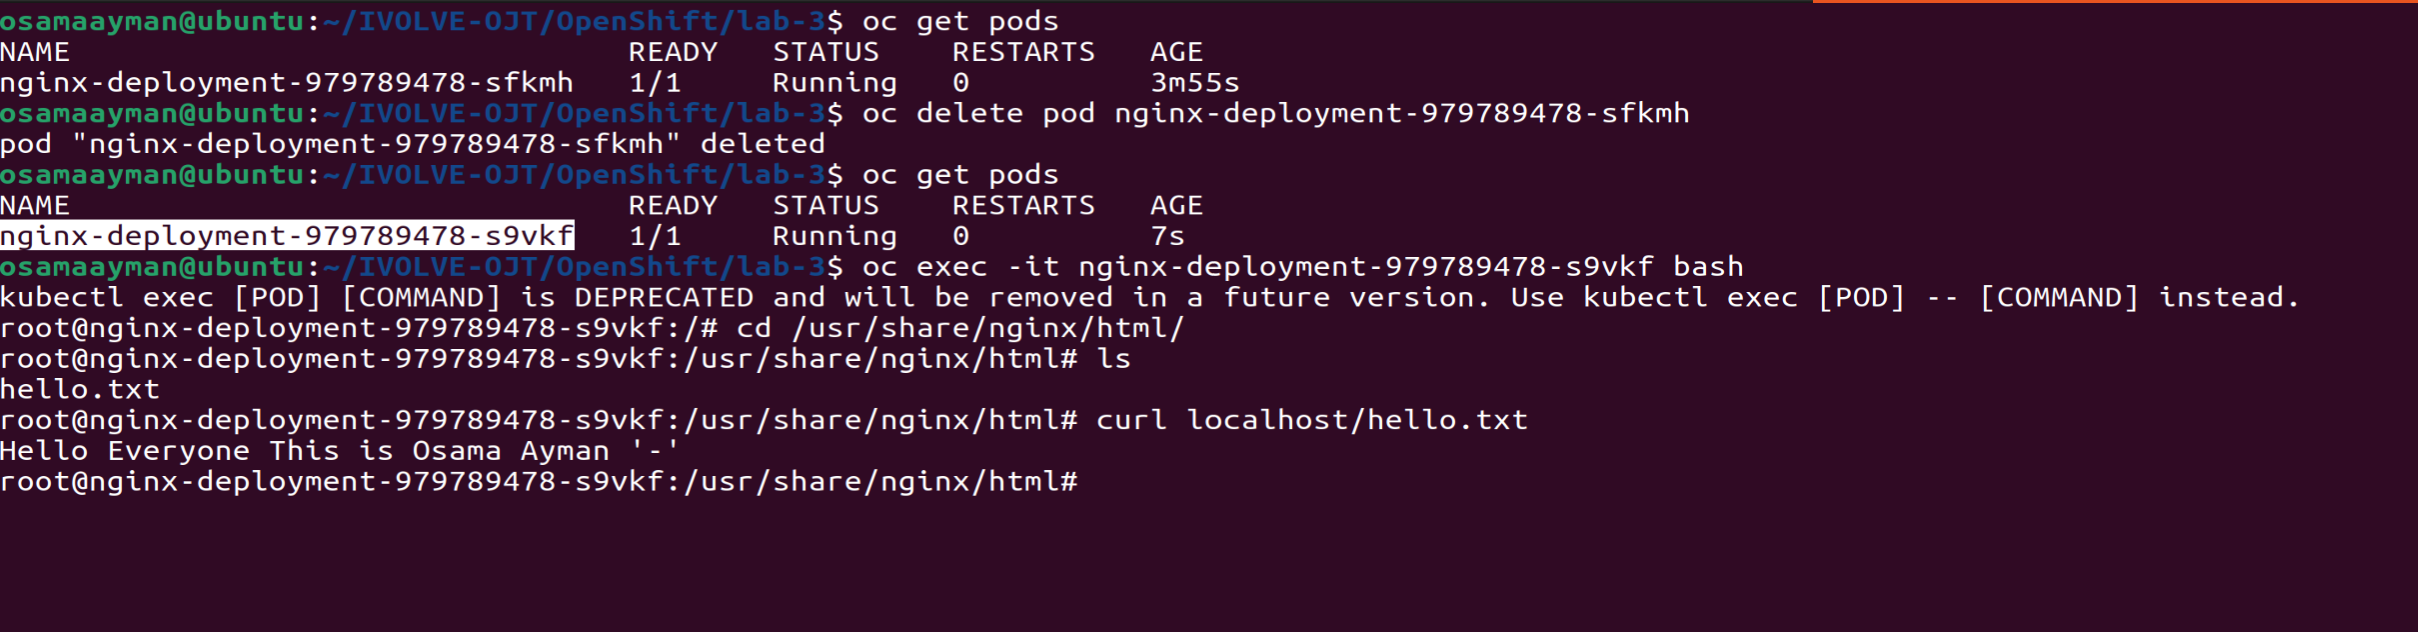 osamaayman@ubuntu:~/IVOLVE-OJT/OpenShift/lab-3$ oc get pods
NAME                               READY   STATUS    RESTARTS   AGE
nginx-deployment-979789478-sfkmh   1/1     Running   0          3m55s
osamaayman@ubuntu:~/IVOLVE-OJT/OpenShift/lab-3$ oc delete pod nginx-deployment-979789478-sfkmh
pod "nginx-deployment-979789478-sfkmh" deleted
osamaayman@ubuntu:~/IVOLVE-OJT/OpenShift/lab-3$ oc get pods
NAME                               READY   STATUS    RESTARTS   AGE
nginx-deployment-979789478-s9vkf   1/1     Running   0          7s
osamaayman@ubuntu:~/IVOLVE-OJT/OpenShift/lab-3$ oc exec -it nginx-deployment-979789478-s9vkf bash
kubectl exec [POD] [COMMAND] is DEPRECATED and will be removed in a future version. Use kubectl exec [POD] -- [COMMAND] instead.
root@nginx-deployment-979789478-s9vkf:/# cd /usr/share/nginx/html/
root@nginx-deployment-979789478-s9vkf:/usr/share/nginx/html# ls
hello.txt
root@nginx-deployment-979789478-s9vkf:/usr/share/nginx/html# curl localhost/hello.txt
Hello Everyone This is Osama Ayman '-'
root@nginx-deployment-979789478-s9vkf:/usr/share/nginx/html#